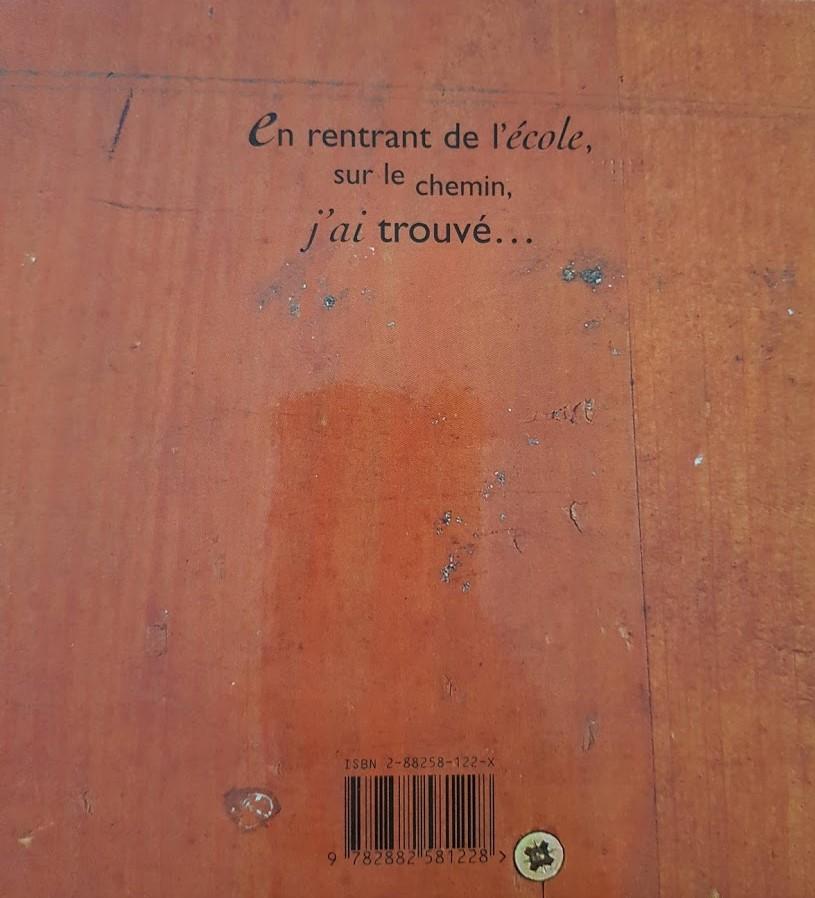 en rentrant de l'école,
sur le chemin,
j'ai trouvé...
ISBN 2-88258-122-X
9 782882 581228 >